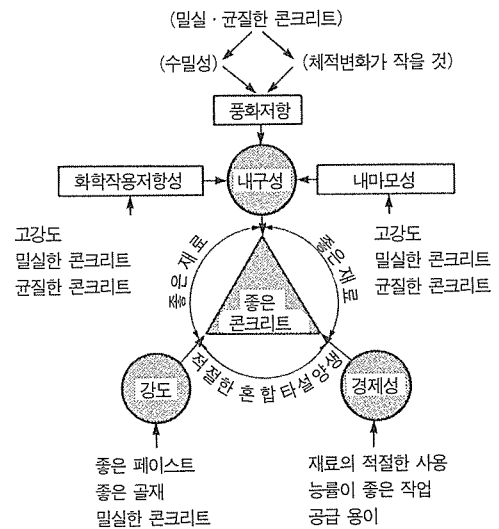 (밀실·균질한 콘크리트)
(수밀성)
(체적변화가 작을 것)
풍화저항
화학작용저항성
내구성
내마모성
고강도
밀실한 콘크리트
균질한 콘크리트
고강도
밀실한 콘크리트
균질한 콘크리트
좋은 재료
좋은 재료
좋은
콘크리트
적절한 혼합타설양생
강도
경제성
좋은 페이스트
좋은 골재
밀실한 콘크리트
재료의 적절한 사용
능률이 좋은 작업
공급 용이